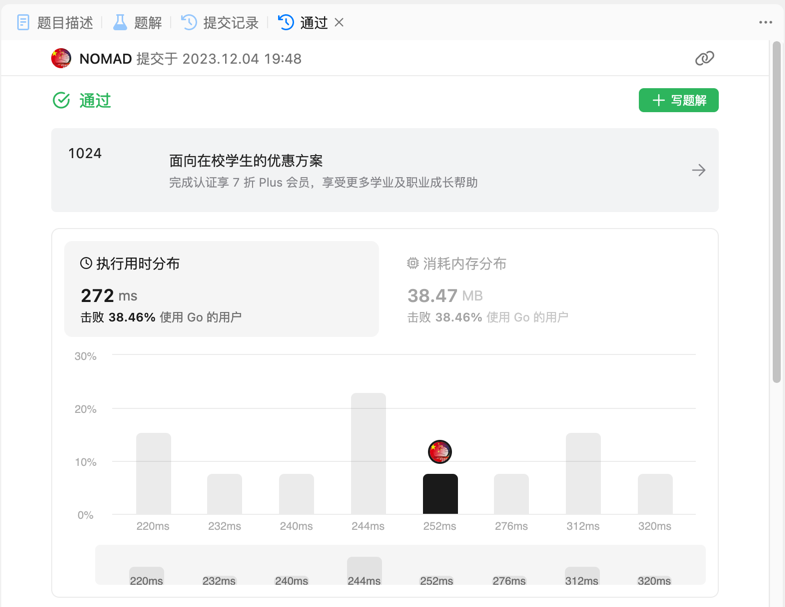 题目描述 题解 提交记录 通过
NOMAD 提交于 2023.12.04 19:48
通过
写题解
1024
面向在校学生的优惠方案
完成认证享 7 折 Plus 会员，享受更多学业及职业成长帮助
执行用时分布
272 ms
击败 38.46% 使用 Go 的用户
消耗内存分布
38.47 MB
击败 38.46% 使用 Go 的用户
30%
20%
10%
0%
220ms 232ms 240ms 244ms 252ms 276ms 312ms 320ms
220ms 232ms 240ms 244ms 252ms 276ms 312ms 320ms